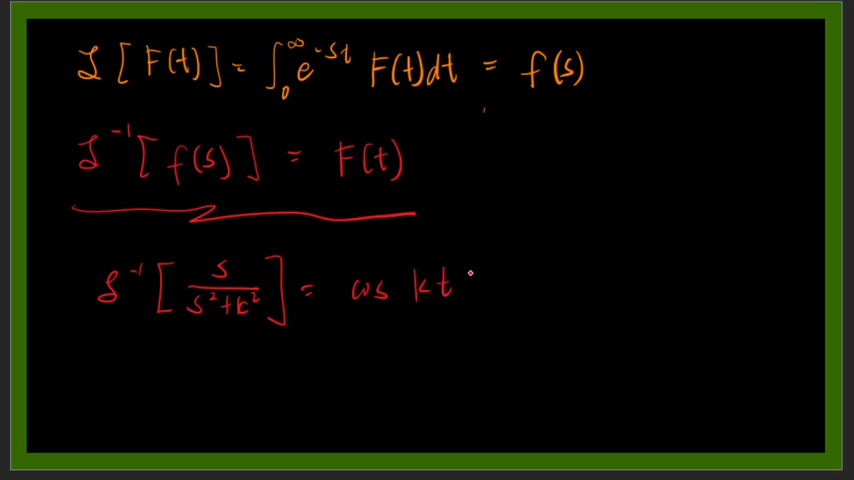 ℒ[F(t)] = ∫₀^∞ e^{-st} F(t)dt = f(s)
ℒ⁻¹[f(s)] = F(t)
ℒ⁻¹[s/(s²+k²)] = cos kt